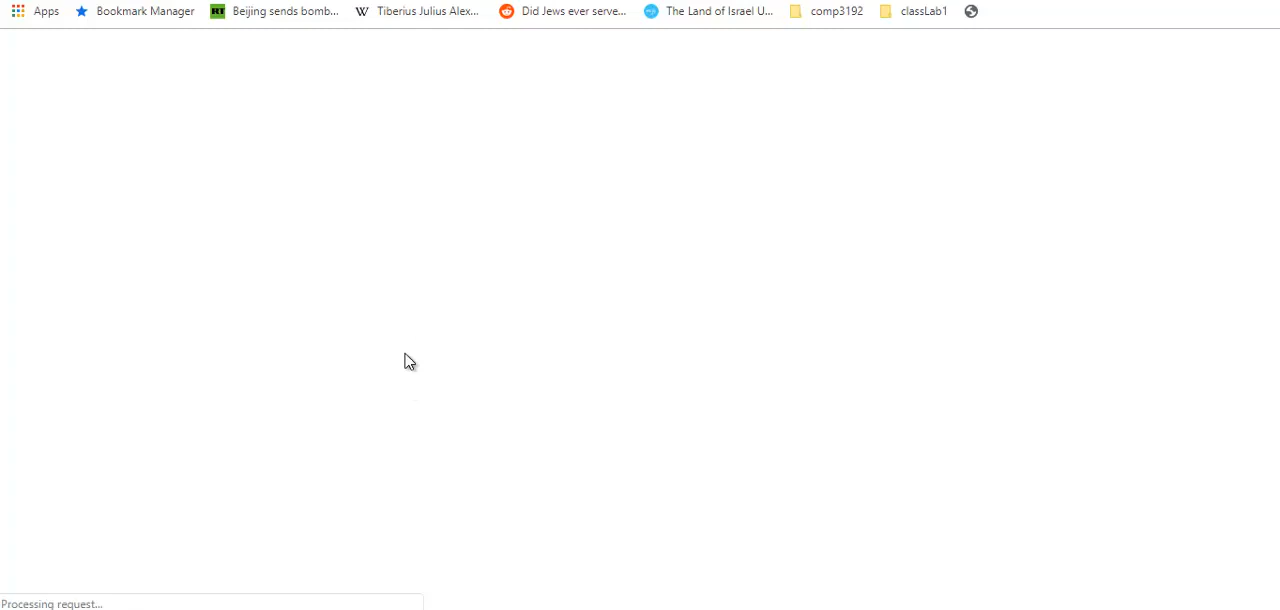 Apps Bookmark Manager RT Beijing sends bomb... W Tiberius Julius Alex... Did Jews ever serve... The Land of Israel U... comp3192 classLab1
Processing request...